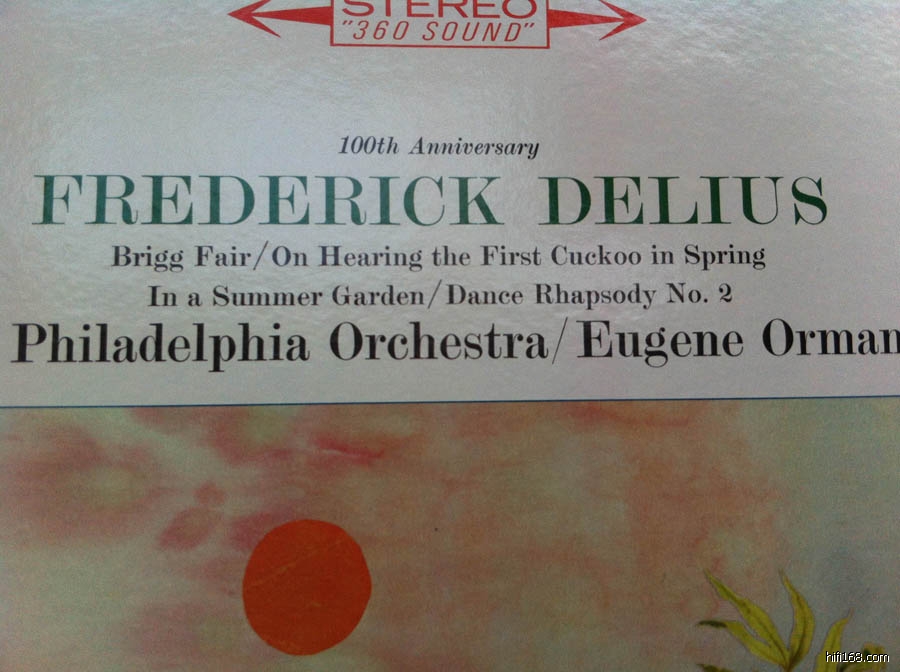 STEREO
"360 SOUND"
100th Anniversary
FREDERICK DELIUS
Brigg Fair/On Hearing the First Cuckoo in Spring
In a Summer Garden/Dance Rhapsody No. 2
Philadelphia Orchestra/Eugene Orman
hifi168.com